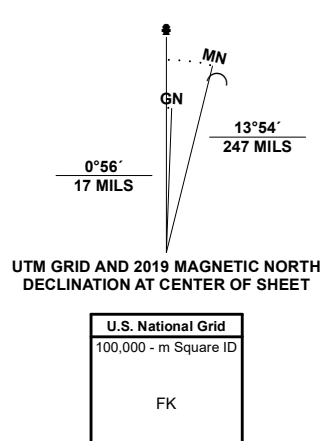 MN
GN
13°54´
247 MILS
0°56´
17 MILS
UTM GRID AND 2019 MAGNETIC NORTH
DECLINATION AT CENTER OF SHEET
U.S. National Grid
100,000 - m Square ID
FK